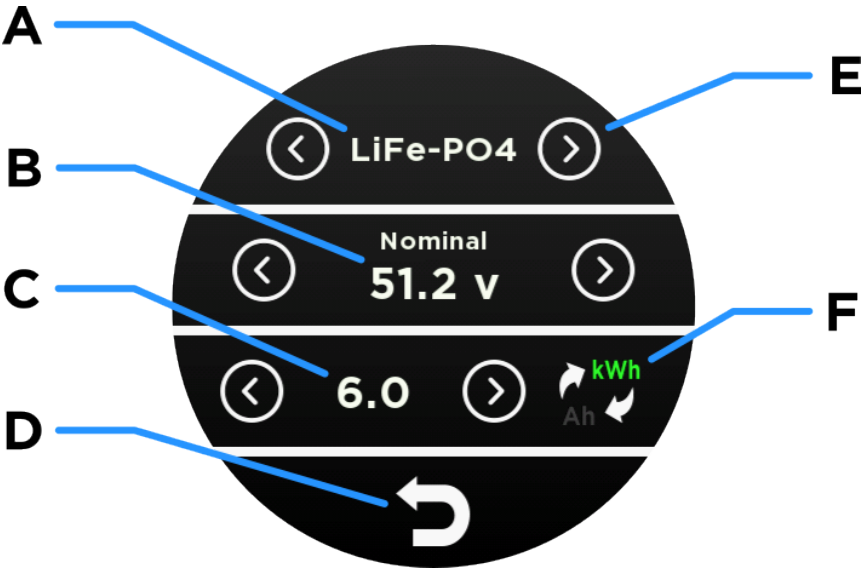 A
E
LiFe-PO4
B
Nominal
51.2 v
C
F
6.0
kWh
Ah
D